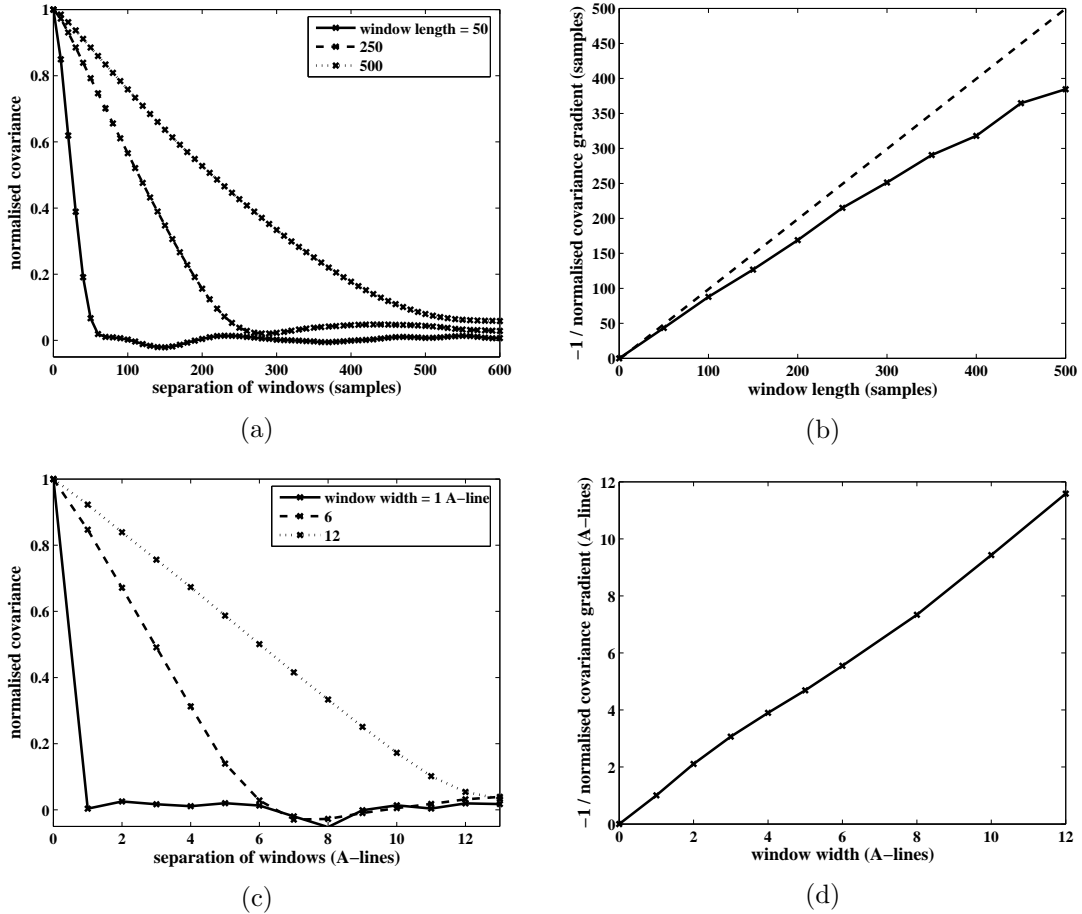 1
0.8
0.6
0.4
0.2
0
normalised covariance
window length = 50
250
500
0 100 200 300 400 500 600
separation of windows (samples)
(a)
500
450
400
350
300
250
200
150
100
50
0
−1 / normalised covariance gradient (samples)
0 100 200 300 400 500
window length (samples)
(b)
1
0.8
0.6
0.4
0.2
0
normalised covariance
window width = 1 A−line
6
12
0 2 4 6 8 10 12
separation of windows (A−lines)
(c)
12
10
8
6
4
2
0
−1 / normalised covariance gradient (A−lines)
0 2 4 6 8 10 12
window width (A−lines)
(d)